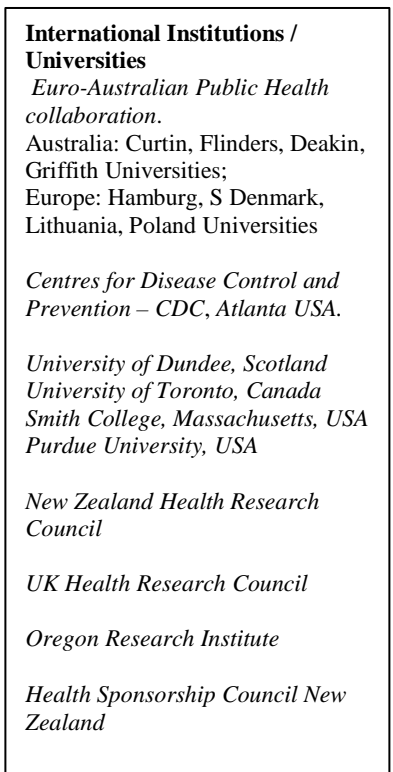 International Institutions /
Universities
Euro-Australian Public Health
collaboration.
Australia: Curtin, Flinders, Deakin,
Griffith Universities;
Europe: Hamburg, S Denmark,
Lithuania, Poland Universities
Centres for Disease Control and
Prevention – CDC, Atlanta USA.
University of Dundee, Scotland
University of Toronto, Canada
Smith College, Massachusetts, USA
Purdue University, USA
New Zealand Health Research
Council
UK Health Research Council
Oregon Research Institute
Health Sponsorship Council New
Zealand